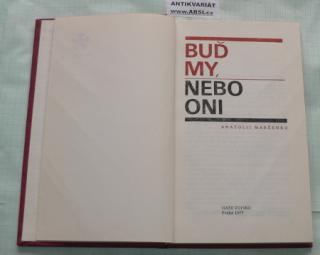 ANTIKVARIÁT
www.ABSL.cz
BUĎ
MY,
NEBO
ONI
ANATOLIJ MARČENKO
NAŠE VOJSKO
Praha 1977